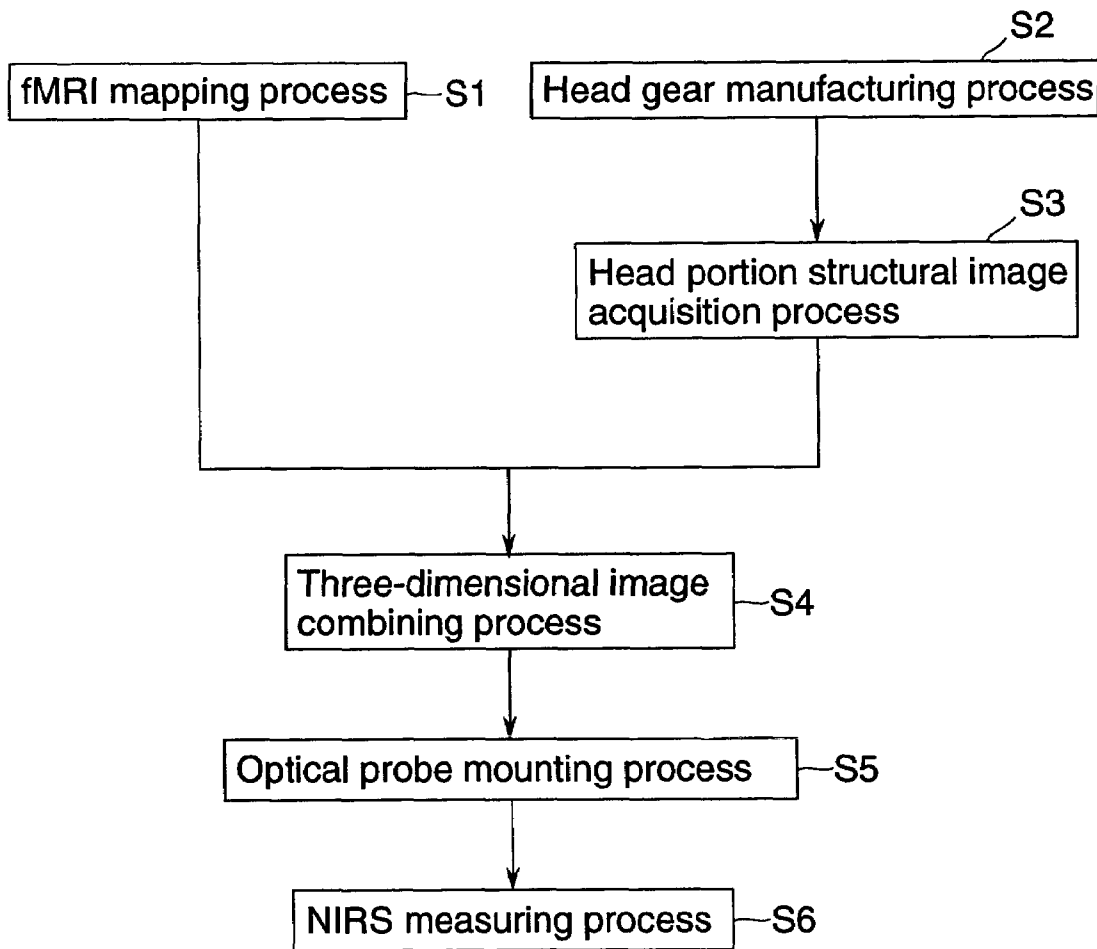 S2
fMRI mapping process
S1
Head gear manufacturing process
S3
Head portion structural image
acquisition process
Three-dimensional image
combining process
S4
Optical probe mounting process
S5
NIRS measuring process
S6